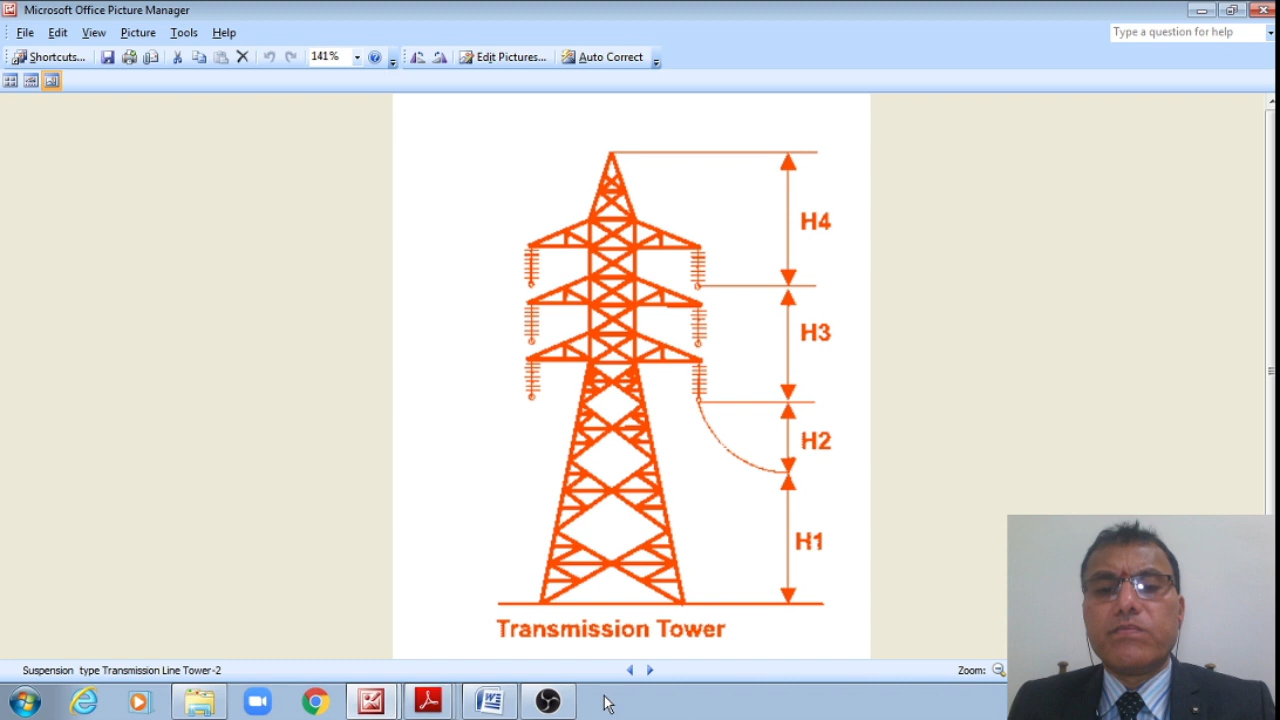 Microsoft Office Picture Manager
File Edit View Picture Tools Help
Type a question for help
Shortcuts... 141% Edit Pictures... Auto Correct
H4
H3
H2
H1
Transmission Tower
Suspension type Transmission Line Tower-2
Zoom: